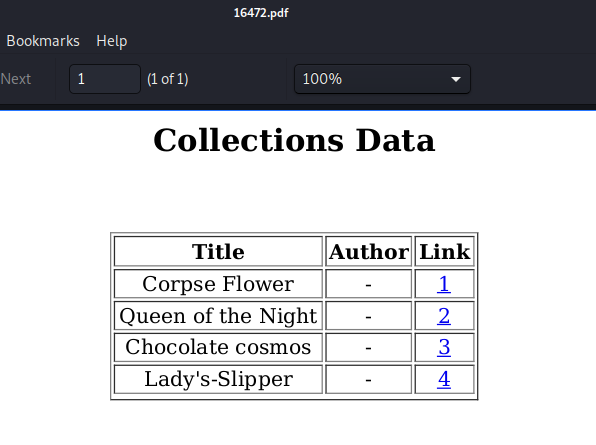 16472.pdf
Bookmarks Help
Next 1 (1 of 1) 100%
Collections Data
Title Author Link
Corpse Flower - 1
Queen of the Night - 2
Chocolate cosmos - 3
Lady's-Slipper - 4